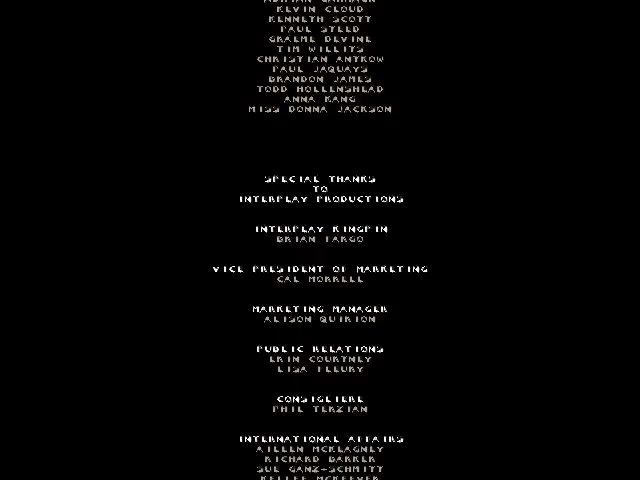 KEVIN CLOUD
KENNETH SCOTT
PAUL STEED
GRAEME DEVINE
TIM WILLITS
CHRISTIAN ANTKOW
PAUL JAQUAYS
BRANDON JAMES
TODD HOLLENSHEAD
ANNA KANG
MISS DONNA JACKSON
SPECIAL THANKS
TO
INTERPLAY PRODUCTIONS
INTERPLAY KINGPIN
BRIAN FARGO
VICE PRESIDENT OF MARKETING
CAL MORRELL
MARKETING MANAGER
ALISON QUIRION
PUBLIC RELATIONS
ERIN COURTNEY
LISA FLEURY
CONSIGLIERE
PHIL TERZIAN
INTERNATIONAL AFFAIRS
AILEEN MCKLAGNEY
RICHARD BARKER
SUE GANZ-SCHMITT